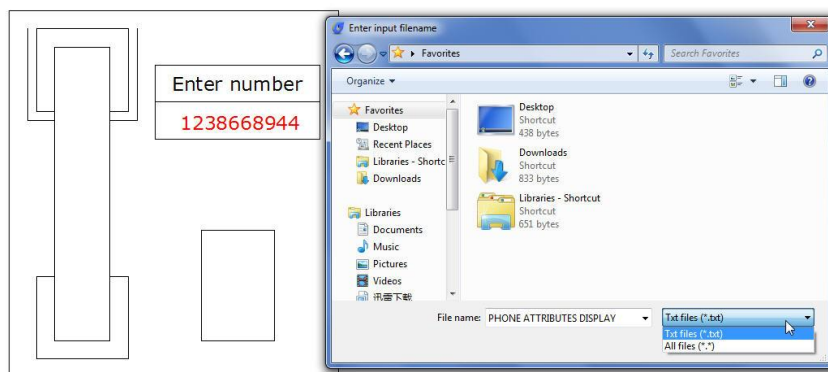 Enter number
1238668944
Enter input filename
Favorites
Search Favorites
Organize
Favorites
Desktop
Recent Places
Libraries - Shortc
Downloads
Libraries
Documents
Music
Pictures
Videos
迅雷下载
Desktop
Shortcut
438 bytes
Downloads
Shortcut
833 bytes
Libraries - Shortcut
Shortcut
651 bytes
File name: PHONE ATTRIBUTES DISPLAY
Txt files (*.txt)
Txt files (*.txt)
All files (*.*)